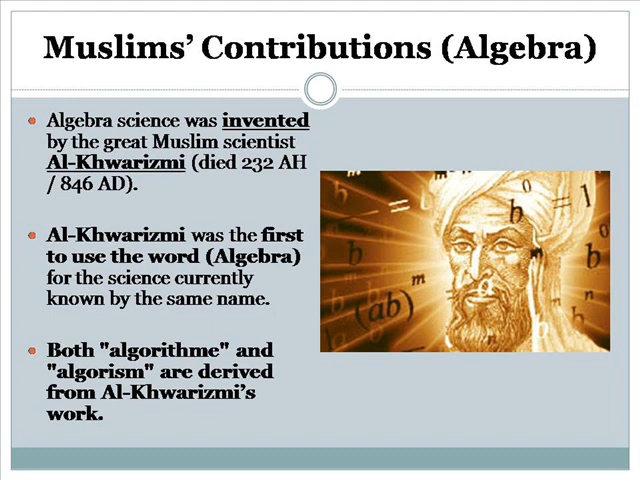 Muslims' Contributions (Algebra)
Algebra science was invented
by the great Muslim scientist
Al-Khwarizmi (died 232 AH
/ 846 AD).
Al-Khwarizmi was the first
to use the word (Algebra)
for the science currently
known by the same name.
Both "algorithme" and
"algorism" are derived
from Al-Khwarizmi's
work.
= b = 1
b b b
m m n
(ab)